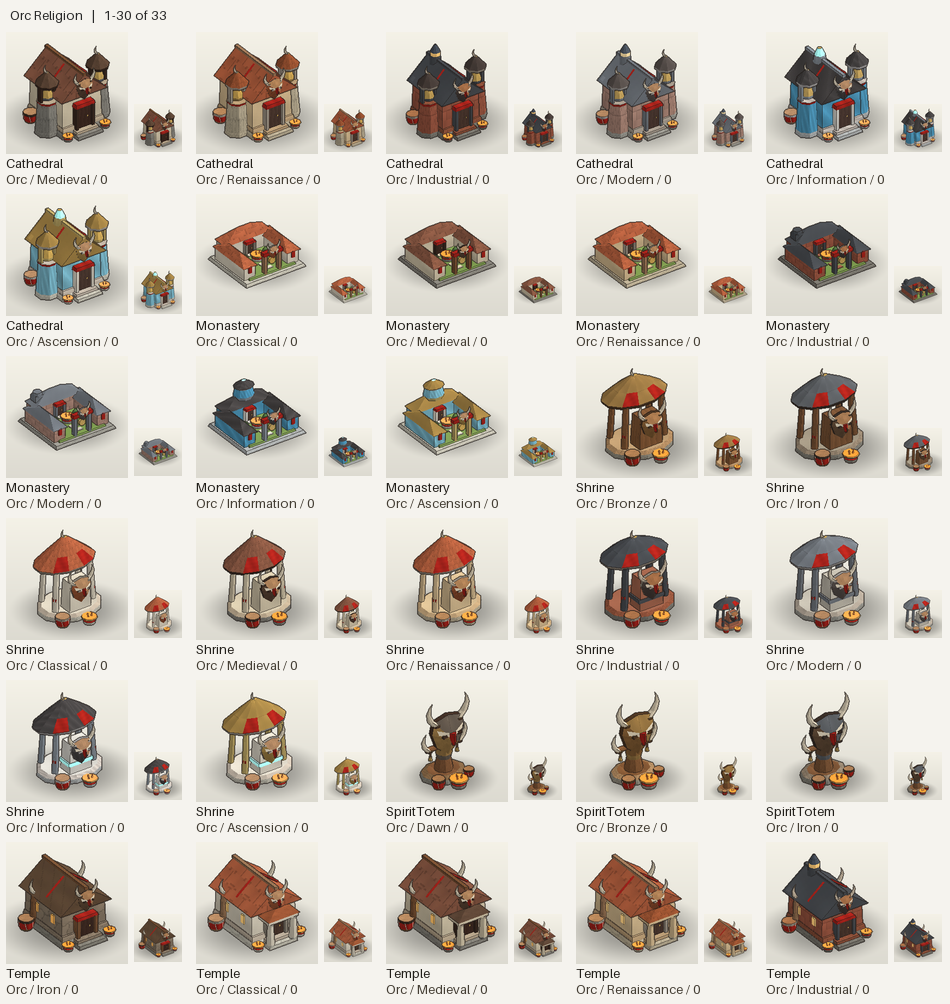 Orc Religion | 1-30 of 33
Cathedral
Orc / Medieval / 0
Cathedral
Orc / Renaissance / 0
Cathedral
Orc / Industrial / 0
Cathedral
Orc / Modern / 0
Cathedral
Orc / Information / 0
Cathedral
Orc / Ascension / 0
Monastery
Orc / Classical / 0
Monastery
Orc / Medieval / 0
Monastery
Orc / Renaissance / 0
Monastery
Orc / Industrial / 0
Monastery
Orc / Modern / 0
Monastery
Orc / Information / 0
Monastery
Orc / Ascension / 0
Shrine
Orc / Bronze / 0
Shrine
Orc / Iron / 0
Shrine
Orc / Classical / 0
Shrine
Orc / Medieval / 0
Shrine
Orc / Renaissance / 0
Shrine
Orc / Industrial / 0
Shrine
Orc / Modern / 0
Shrine
Orc / Information / 0
Shrine
Orc / Ascension / 0
SpiritTotem
Orc / Dawn / 0
SpiritTotem
Orc / Bronze / 0
SpiritTotem
Orc / Iron / 0
Temple
Orc / Iron / 0
Temple
Orc / Classical / 0
Temple
Orc / Medieval / 0
Temple
Orc / Renaissance / 0
Temple
Orc / Industrial / 0